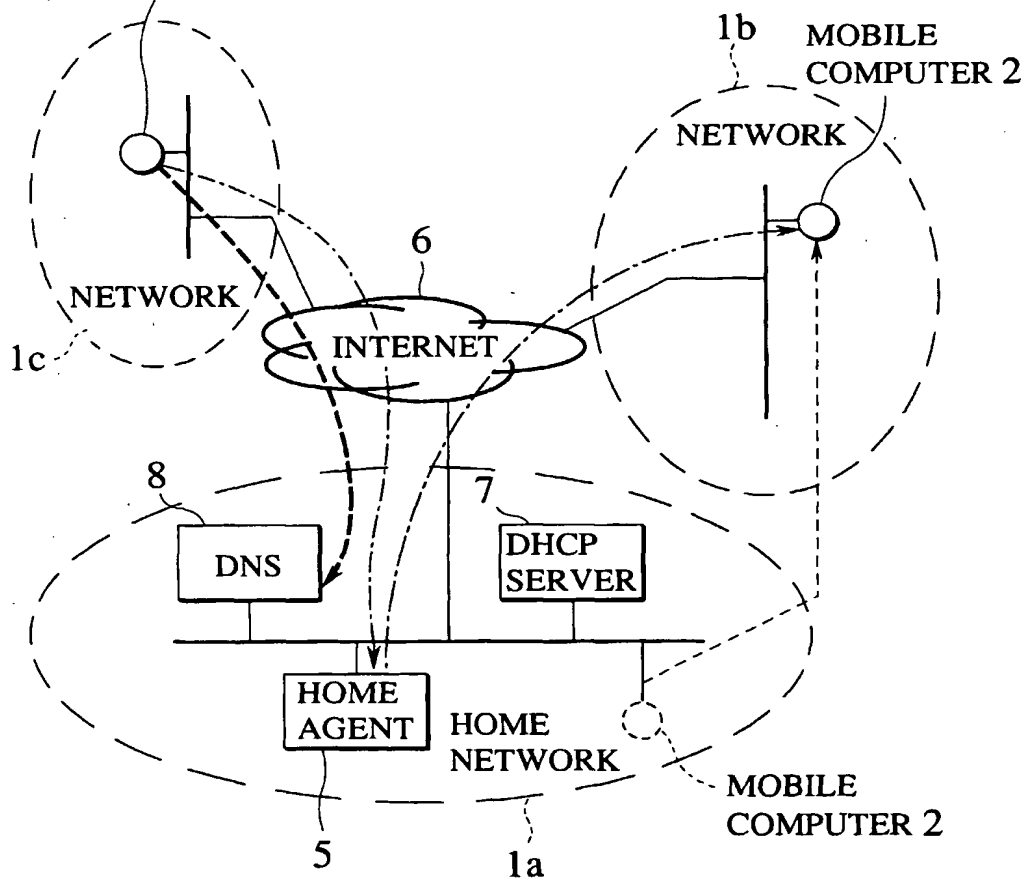 1b
MOBILE
COMPUTER 2
NETWORK
6
NETWORK
INTERNET
1c
8
7
DNS
DHCP
SERVER
HOME
AGENT
HOME
NETWORK
MOBILE
COMPUTER 2
5
1a